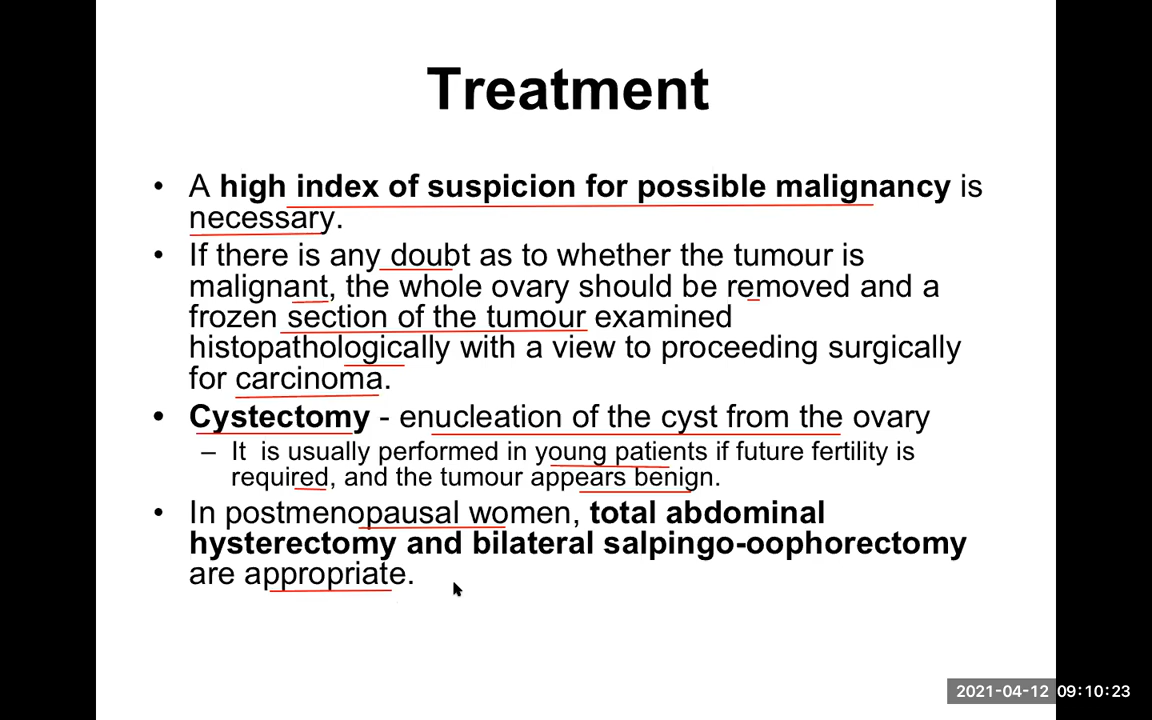 Treatment
• A high index of suspicion for possible malignancy is
necessary.
• If there is any doubt as to whether the tumour is
malignant, the whole ovary should be removed and a
frozen section of the tumour examined
histopathologically with a view to proceeding surgically
for carcinoma.
• Cystectomy - enucleation of the cyst from the ovary
– It is usually performed in young patients if future fertility is
required, and the tumour appears benign.
• In postmenopausal women, total abdominal
hysterectomy and bilateral salpingo-oophorectomy
are appropriate.
2021-04-12 09:10:23